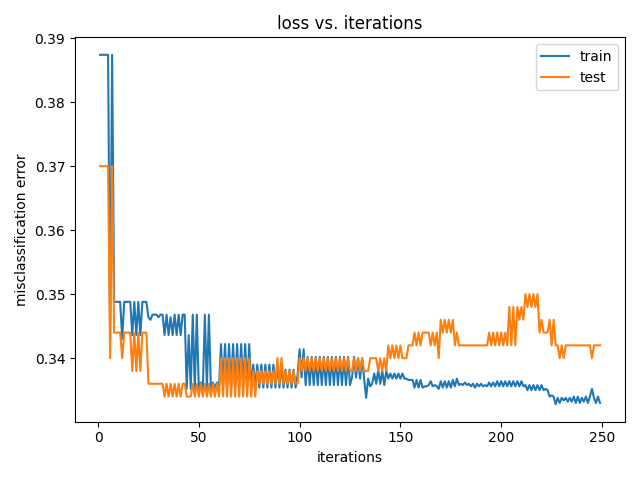 loss vs. iterations
0.39
0.38
0.37
0.36
0.35
0.34
misclassification error
train
test
0
50
100
150
200
250
iterations